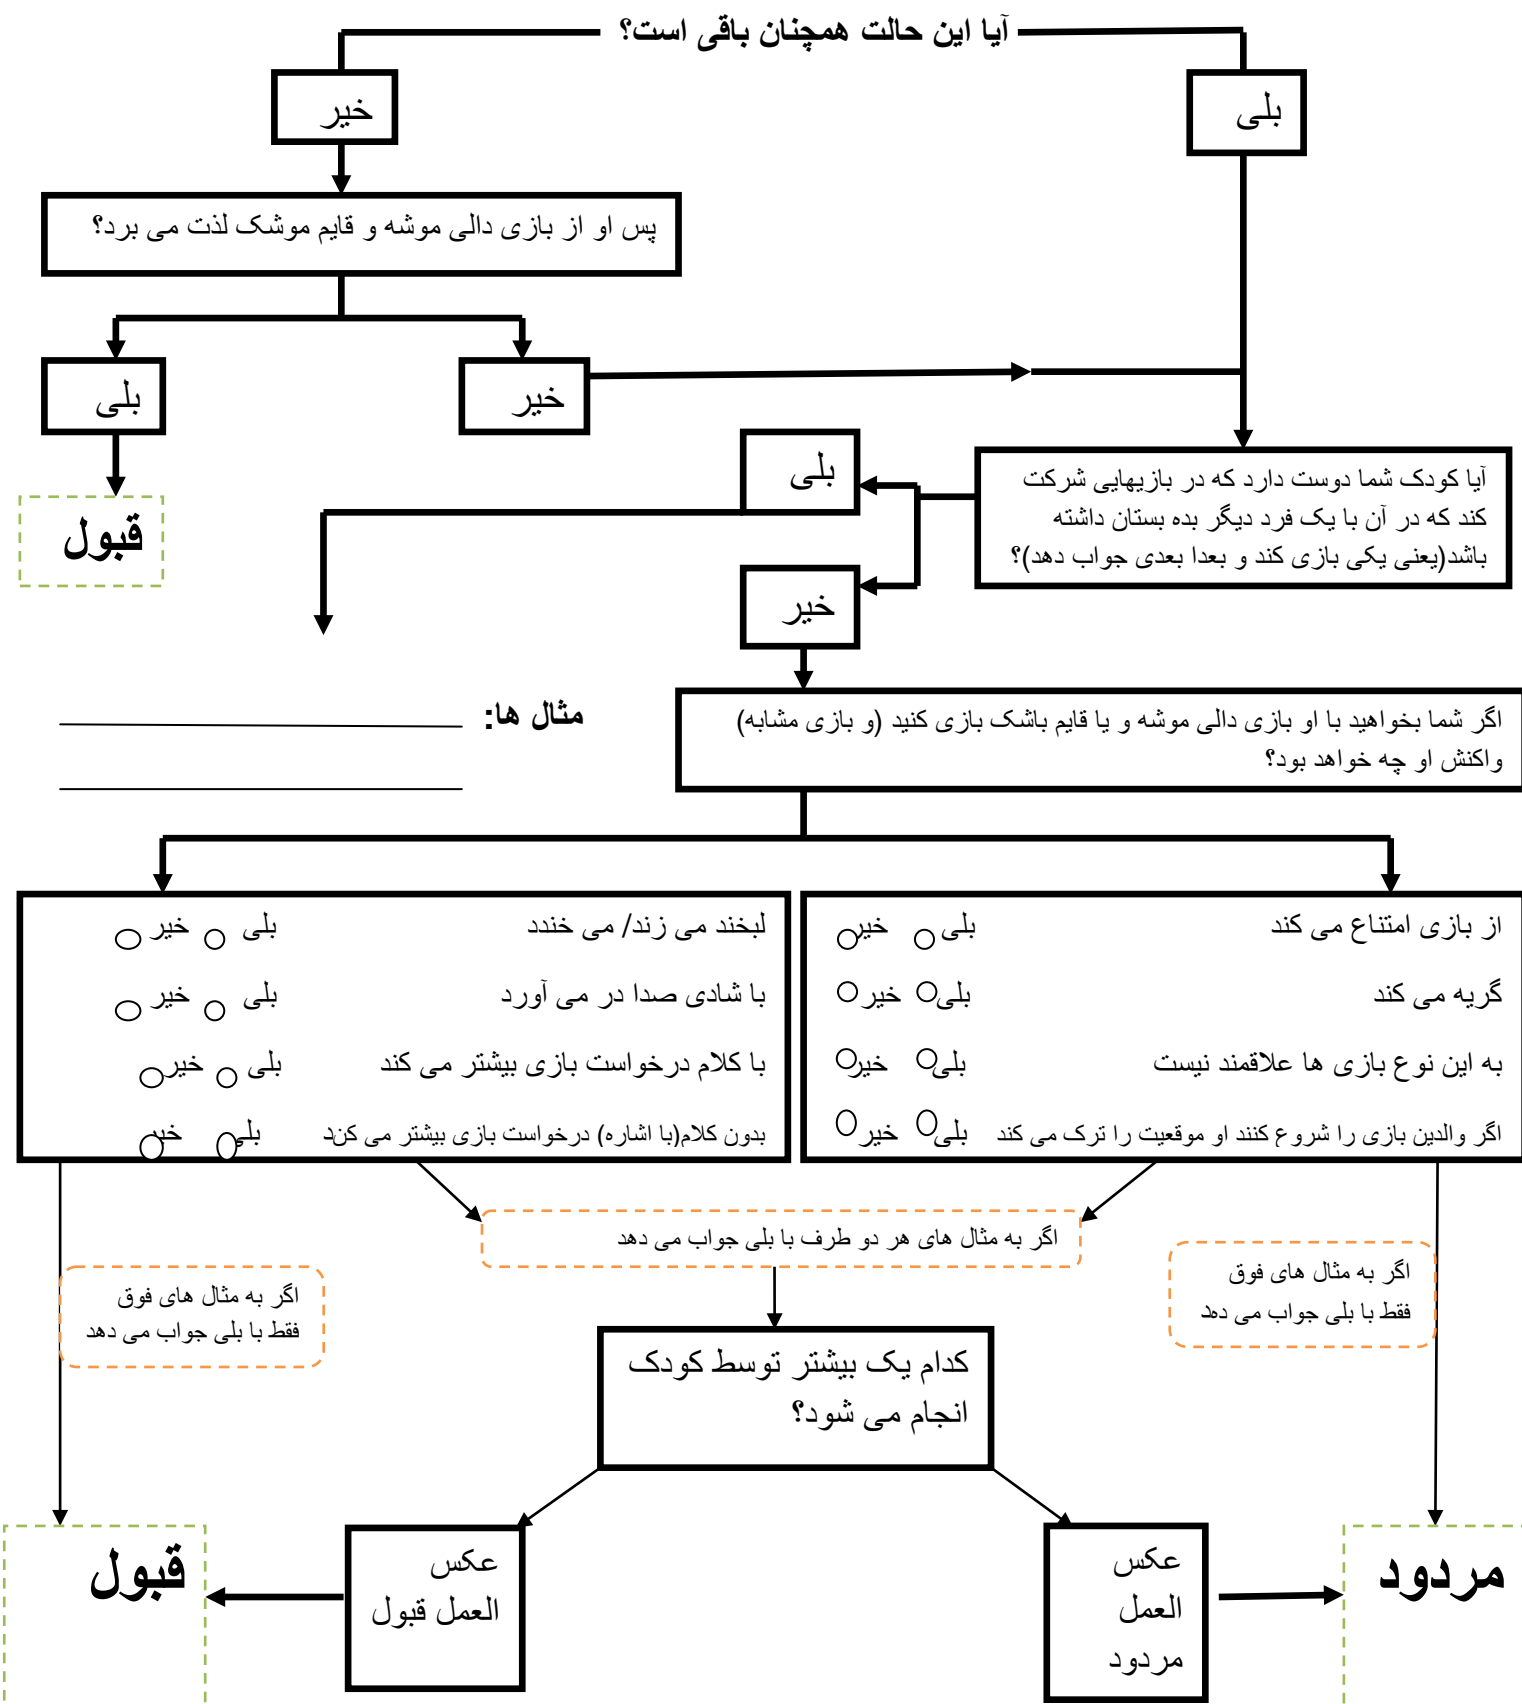 آیا این حالت همچنان باقی است؟
خیر
بلی
پس او از بازی دالی موشه و قایم موشک لذت می برد؟
بلی
خیر
قبول
آیا کودک شما دوست دارد که در بازیهایی شرکت
کند که در آن با یک فرد دیگر بده بستان داشته
باشد(یعنی یکی بازی کند و بعدا بعدی جواب دهد)؟
بلی
خیر
مثال ها:
اگر شما بخواهید با او بازی دالی موشه و یا قایم باشک بازی کنید (و بازی مشابه)
واکنش او چه خواهد بود؟
از بازی امتناع می کند بلی خیر
گریه می کند بلی خیر
به این نوع بازی ها علاقمند نیست بلی خیر
اگر والدین بازی را شروع کنند او موقعیت را ترک می کند بلی خیر
لبخند می زند/ می خندد بلی خیر
با شادی صدا در می آورد بلی خیر
با کلام درخواست بازی بیشتر می کند بلی خیر
بدون کلام(با اشاره) درخواست بازی بیشتر می کند بلی خیر
اگر به مثال های هر دو طرف با بلی جواب می دهد
اگر به مثال های فوق
فقط با بلی جواب می دهد
اگر به مثال های فوق
فقط با بلی جواب می دهد
کدام یک بیشتر توسط کودک
انجام می شود؟
مردود
عکس
العمل
مردود
عکس
العمل قبول
قبول